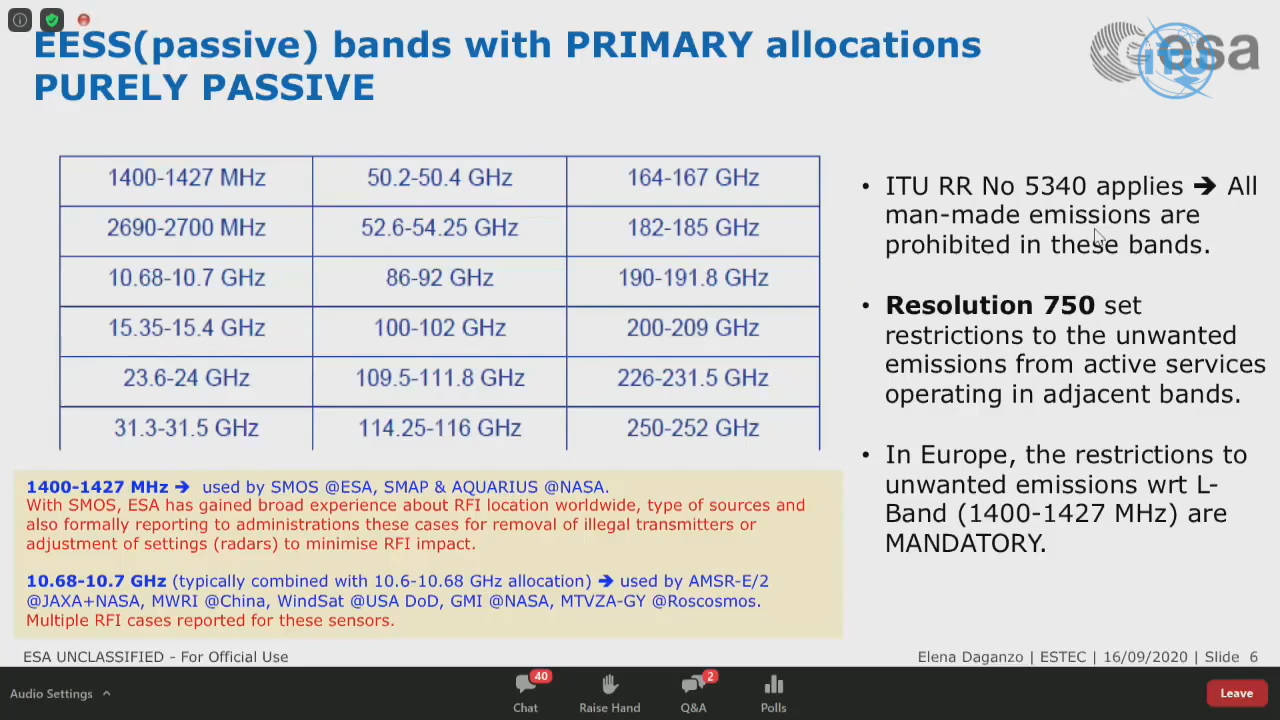 EESS(passive) bands with PRIMARY allocations
PURELY PASSIVE
esa
ITU
1400-1427 MHz 50.2-50.4 GHz 164-167 GHz
2690-2700 MHz 52.6-54.25 GHz 182-185 GHz
10.68-10.7 GHz 86-92 GHz 190-191.8 GHz
15.35-15.4 GHz 100-102 GHz 200-209 GHz
23.6-24 GHz 109.5-111.8 GHz 226-231.5 GHz
31.3-31.5 GHz 114.25-116 GHz 250-252 GHz
• ITU RR No 5340 applies ➔ All
man-made emissions are
prohibited in these bands.
• Resolution 750 set
restrictions to the unwanted
emissions from active services
operating in adjacent bands.
• In Europe, the restrictions to
unwanted emissions wrt L-
Band (1400-1427 MHz) are
MANDATORY.
1400-1427 MHz ➔ used by SMOS @ESA, SMAP & AQUARIUS @NASA.
With SMOS, ESA has gained broad experience about RFI location worldwide, type of sources and
also formally reporting to administrations these cases for removal of illegal transmitters or
adjustment of settings (radars) to minimise RFI impact.
10.68-10.7 GHz (typically combined with 10.6-10.68 GHz allocation) ➔ used by AMSR-E/2
@JAXA+NASA, MWRI @China, WindSat @USA DoD, GMI @NASA, MTVZA-GY @Roscosmos.
Multiple RFI cases reported for these sensors.
ESA UNCLASSIFIED - For Official Use
Elena Daganzo | ESTEC | 16/09/2020 | Slide 6
Audio Settings
40
Chat
Raise Hand
2
Q&A
Polls
Leave